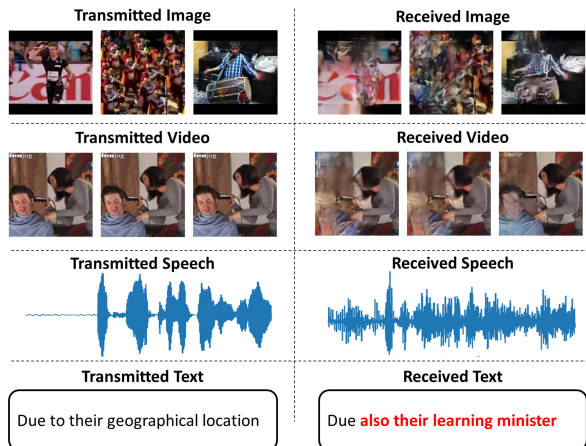 Transmitted Image
Received Image
Transmitted Video
Received Video
Transmitted Speech
Received Speech
Transmitted Text
Received Text
Due to their geographical location
Due also their learning minister